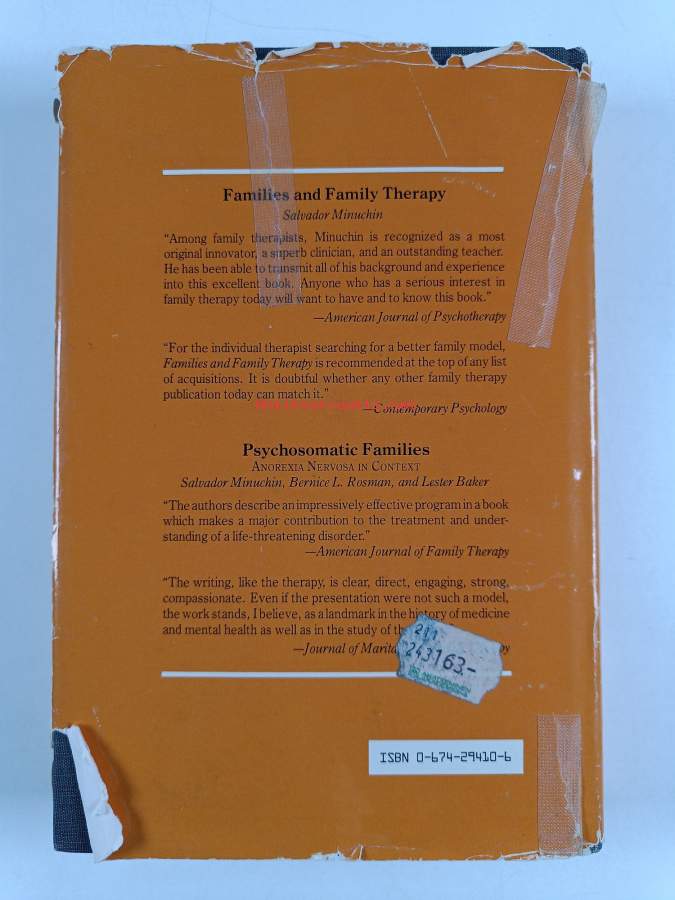 Families and Family Therapy
Salvador Minuchin
“Among family therapists, Minuchin is recognized as a most
original innovator, a superb clinician, and an outstanding teacher.
He has been able to transmit all of his background and experience
into this excellent book. Anyone who has a serious interest in
family therapy today will want to have and to know this book.”
—American Journal of Psychotherapy
“For the individual therapist searching for a better family model,
Families and Family Therapy is recommended at the top of any list
of acquisitions. It is doubtful whether any other family therapy
publication today can match it.”
—Contemporary Psychology
Psychosomatic Families
ANOREXIA NERVOSA IN CONTEXT
Salvador Minuchin, Bernice L. Rosman, and Lester Baker
“The authors describe an impressively effective program in a book
which makes a major contribution to the treatment and under-
standing of a life-threatening disorder.”
—American Journal of Family Therapy
“The writing, like the therapy, is clear, direct, engaging, strong,
compassionate. Even if the presentation were not such a model,
the work stands, I believe, as a landmark in the history of medicine
and mental health as well as in the study of
—Journal of
211
243163.-
ISBN 0-674-29410-6